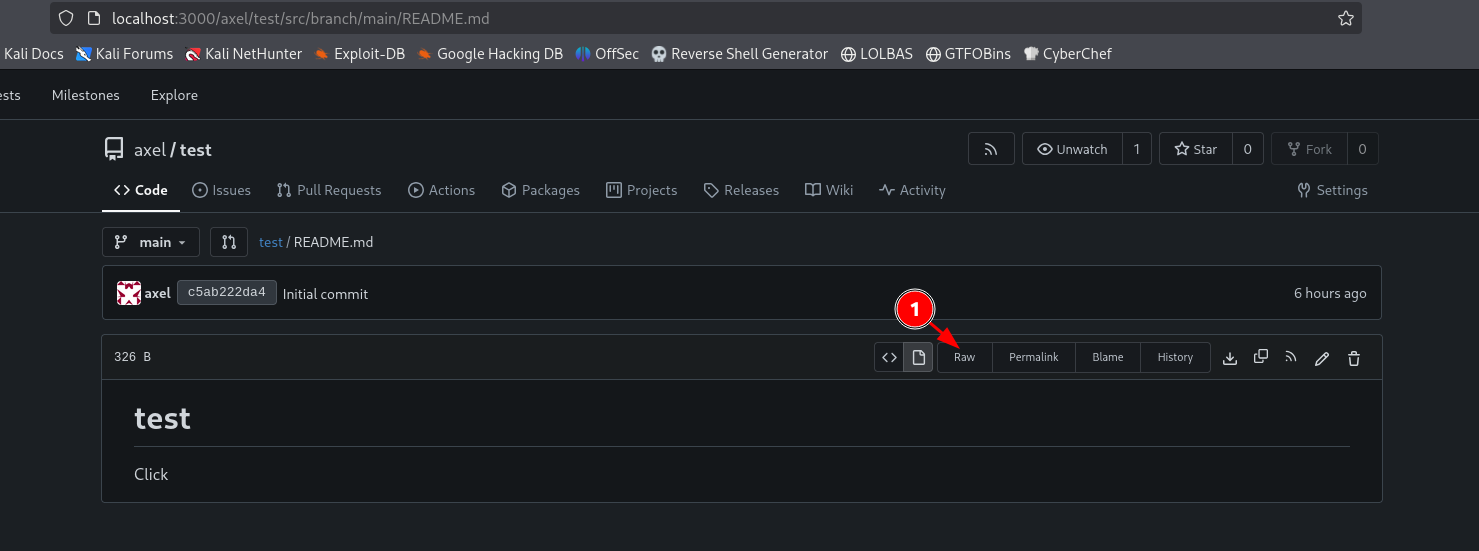 localhost:3000/axel/test/src/branch/main/README.md
Kali Docs Kali Forums Kali NetHunter Exploit-DB Google Hacking DB OffSec Reverse Shell Generator LOLBAS GTFOBins CyberChef
ests Milestones Explore
axel / test Unwatch 1 Star 0 Fork 0
<> Code Issues Pull Requests Actions Packages Projects Releases Wiki Activity Settings
main test / README.md
axel c5ab222da4 Initial commit 6 hours ago
1
326 B <> Raw Permalink Blame History
test
Click